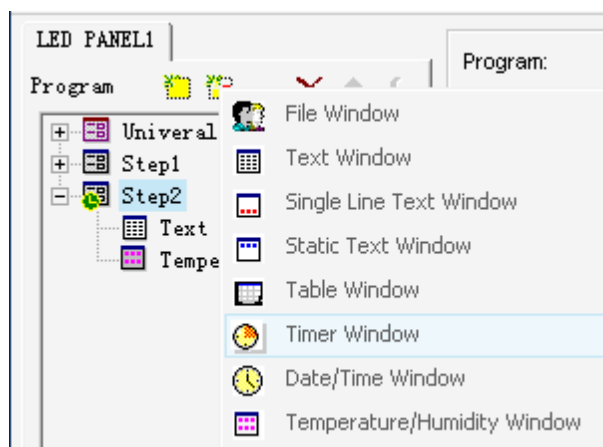 LED PANEL1
Program
Program:
Univeral
Step1
Step2
Text
Tempe
File Window
Text Window
Single Line Text Window
Static Text Window
Table Window
Timer Window
Date/Time Window
Temperature/Humidity Window